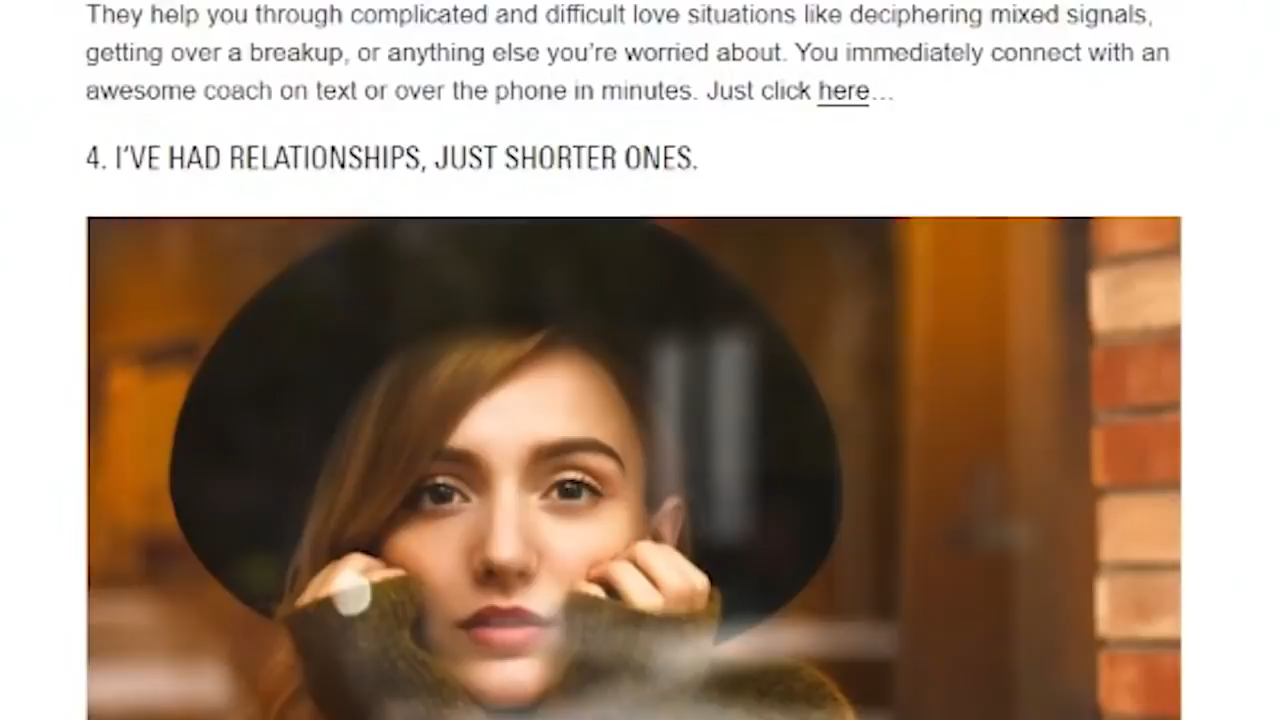 They help you through complicated and difficult love situations like deciphering mixed signals,
getting over a breakup, or anything else you’re worried about. You immediately connect with an
awesome coach on text or over the phone in minutes. Just click here…
4. I’VE HAD RELATIONSHIPS, JUST SHORTER ONES.